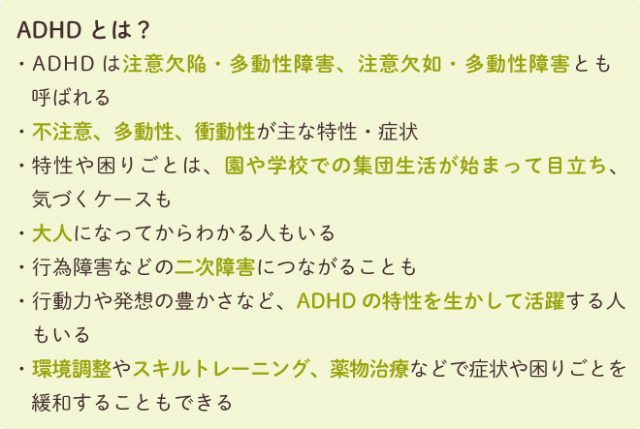 ADHD とは？
・ADHD は注意欠陥・多動性障害、注意欠如・多動性障害とも
呼ばれる
・不注意、多動性、衝動性が主な特性・症状
・特性や困りごとは、園や学校での集団生活が始まって目立ち、
気づくケースも
・大人になってからわかる人もいる
・行為障害などの二次障害につながることも
・行動力や発想の豊かさなど、ADHD の特性を生かして活躍する人
もいる
・環境調整やスキルトレーニング、薬物治療などで症状や困りごとを
緩和することもできる